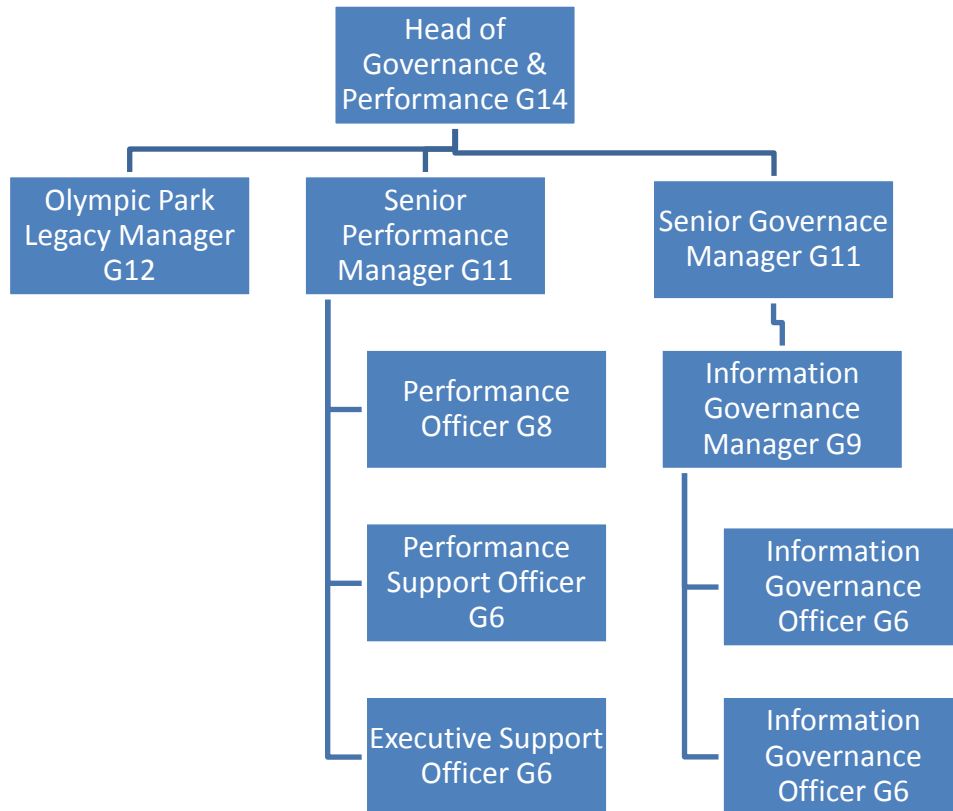 Head of
Governance &
Performance G14
Olympic Park
Legacy Manager
G12
Senior
Performance
Manager G11
Senior Governace
Manager G11
Performance
Officer G8
Information
Governance
Manager G9
Performance
Support Officer
G6
Information
Governance
Officer G6
Executive Support
Officer G6
Information
Governance
Officer G6